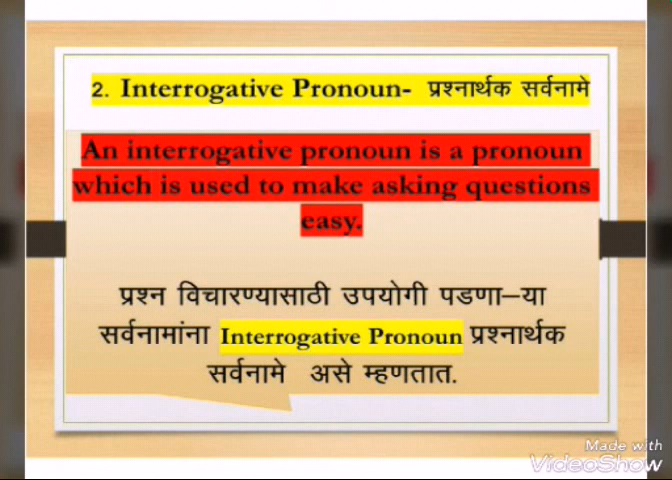 2. Interrogative Pronoun- प्रश्नार्थक सर्वनामे
An interrogative pronoun is a pronoun
which is used to make asking questions
easy.
प्रश्न विचारण्यासाठी उपयोगी पडणा–या
सर्वनामांना Interrogative Pronoun प्रश्नार्थक
सर्वनामे असे म्हणतात.
Made with
VideoShow